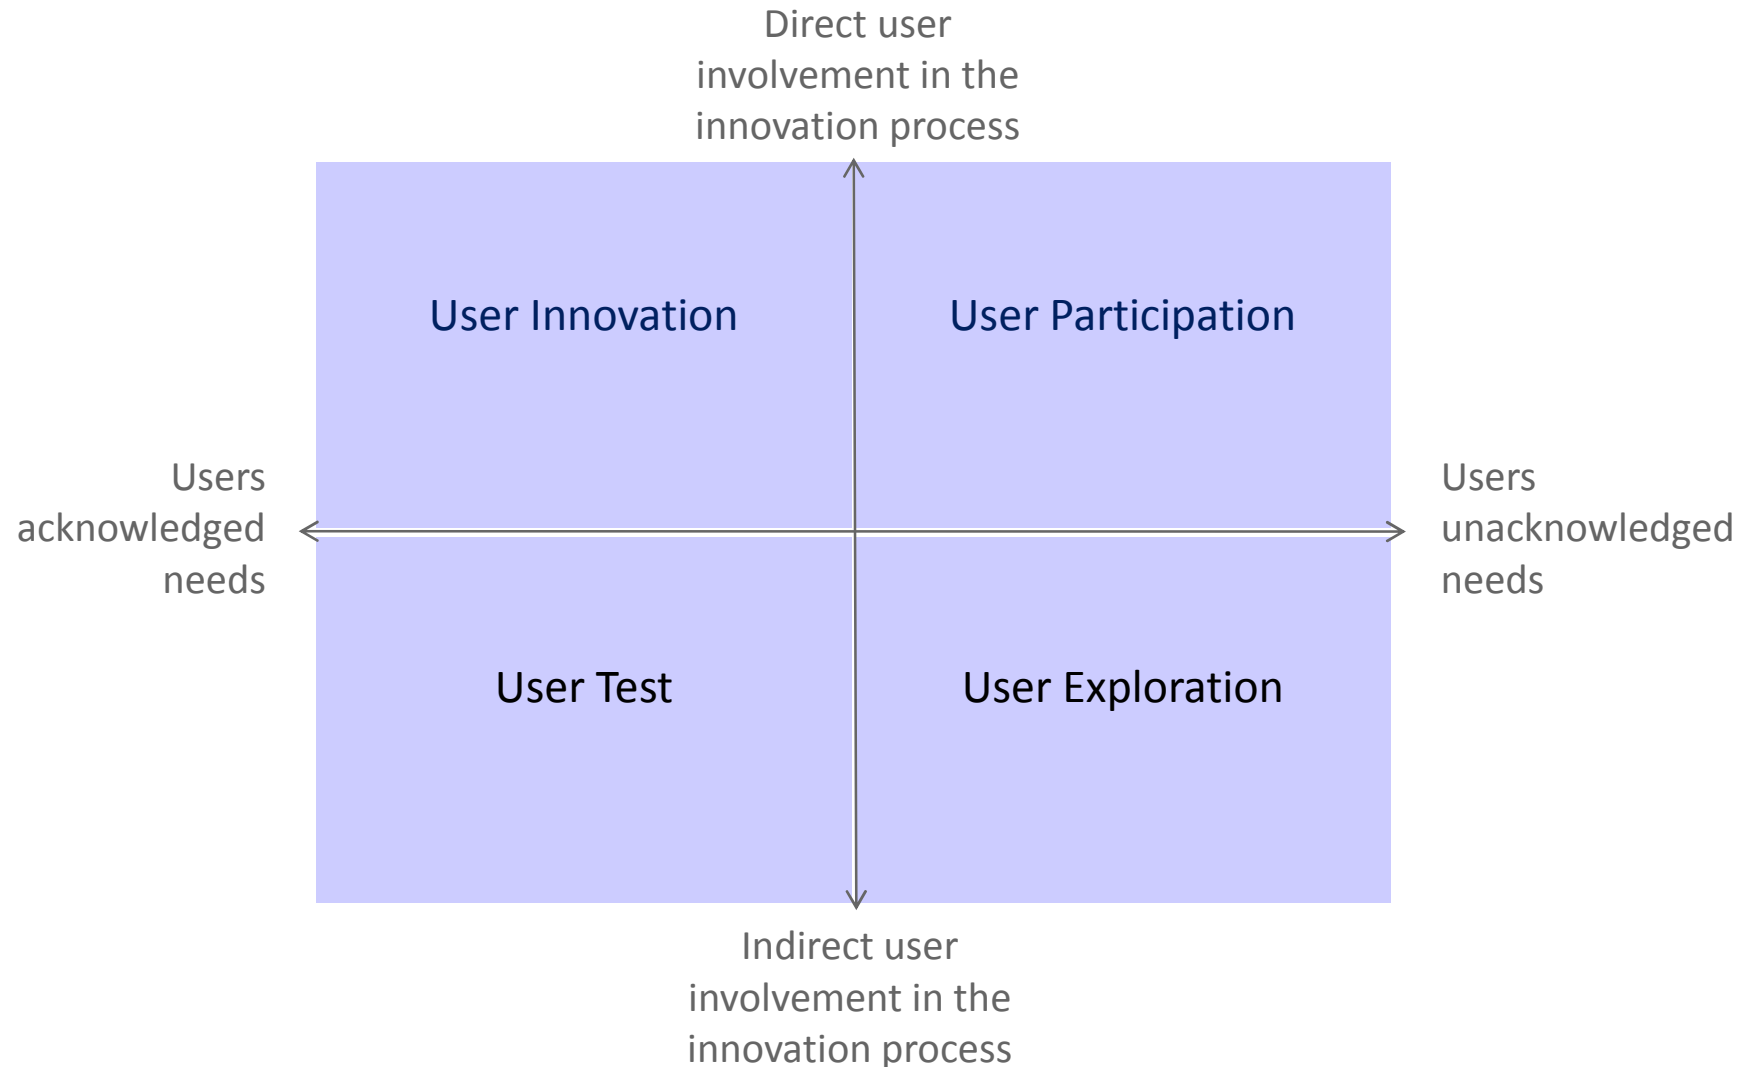 Direct user
involvement in the
innovation process
User Innovation
User Participation
Users
acknowledged
needs
Users
unacknowledged
needs
User Test
User Exploration
Indirect user
involvement in the
innovation process